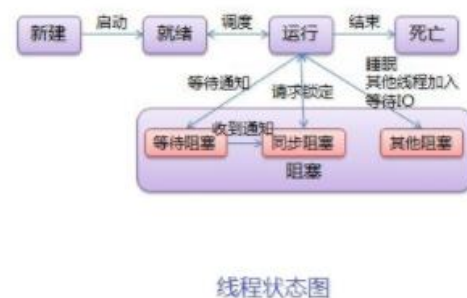 新建
启动
就绪
调度
运行
结束
死亡
等待通知
请求锁定
睡眠
其他线程加入
等待IO
收到通知
等待阻塞
同步阻塞
其他阻塞
阻塞
线程状态图